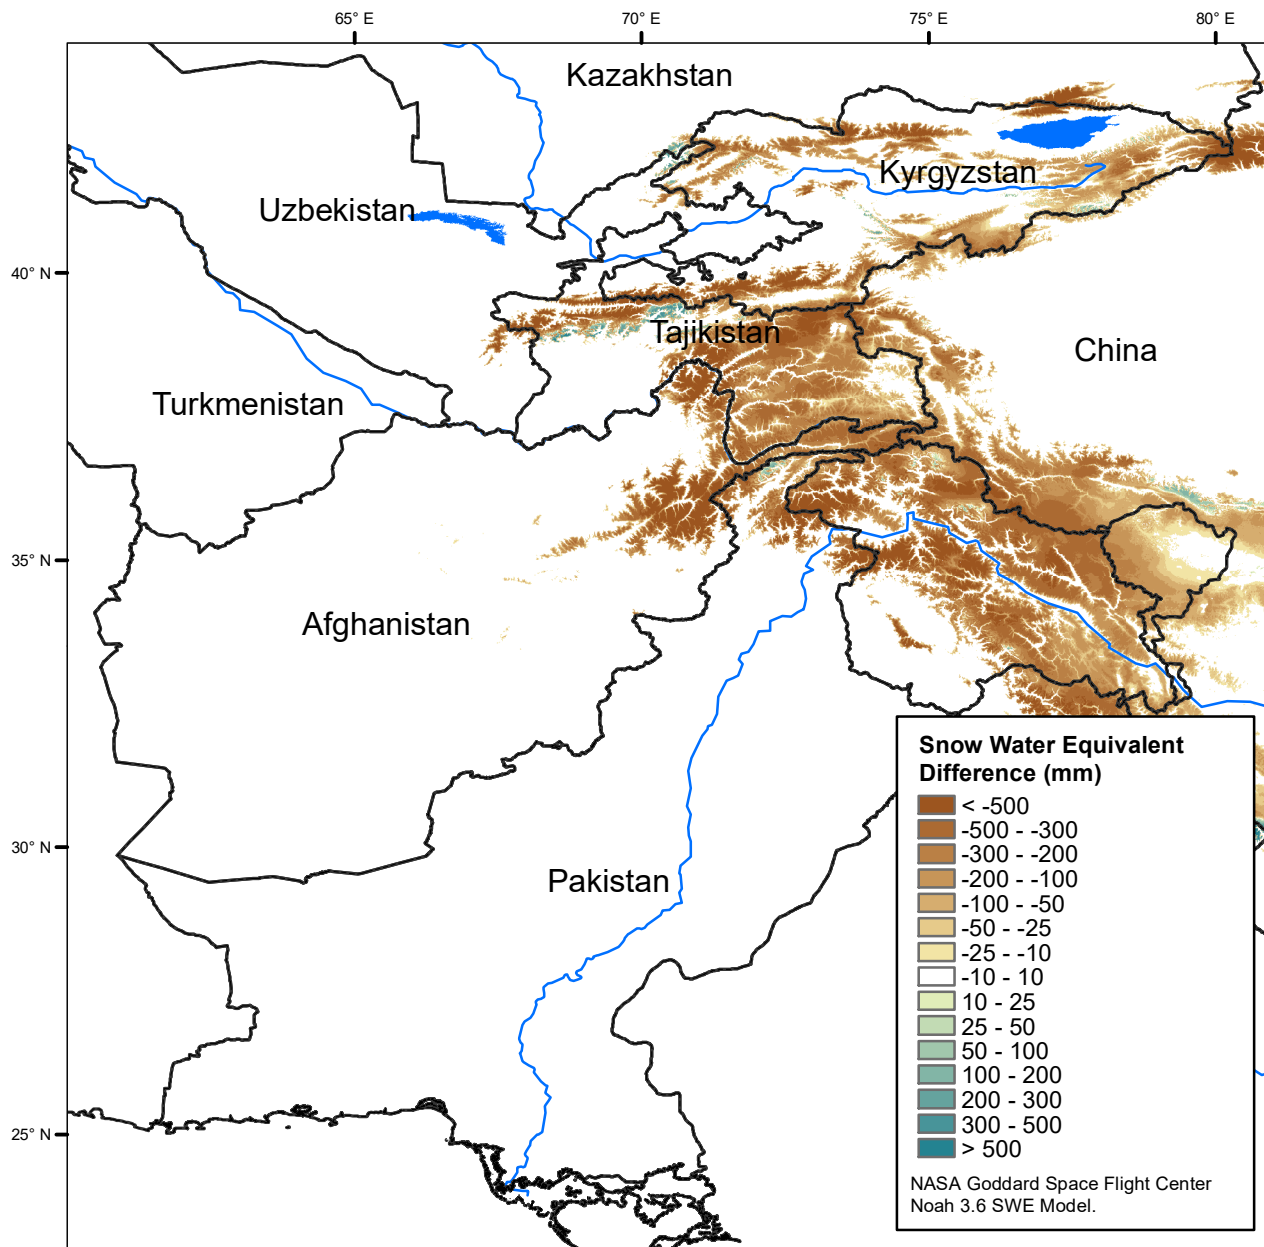 65° E
70° E
75° E
80° E
Kazakhstan
Kyrgyzstan
Uzbekistan
40° N
Tajikistan
China
Turkmenistan
35° N
Afghanistan
Snow Water Equivalent
Difference (mm)
< -500
-500 - -300
-300 - -200
-200 - -100
-100 - -50
-50 - -25
-25 - -10
-10 - 10
10 - 25
25 - 50
50 - 100
100 - 200
200 - 300
300 - 500
> 500
30° N
Pakistan
25° N
NASA Goddard Space Flight Center
Noah 3.6 SWE Model.